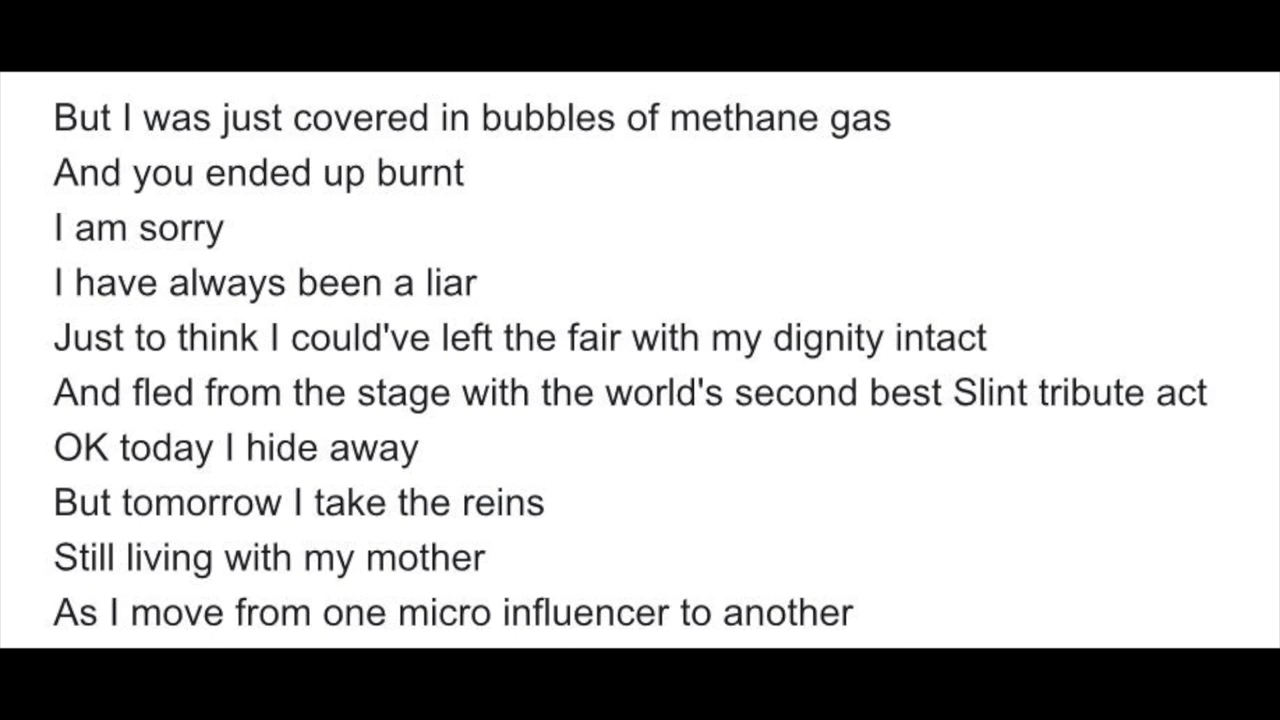 But I was just covered in bubbles of methane gas
And you ended up burnt
I am sorry
I have always been a liar
Just to think I could've left the fair with my dignity intact
And fled from the stage with the world's second best Slint tribute act
OK today I hide away
But tomorrow I take the reins
Still living with my mother
As I move from one micro influencer to another